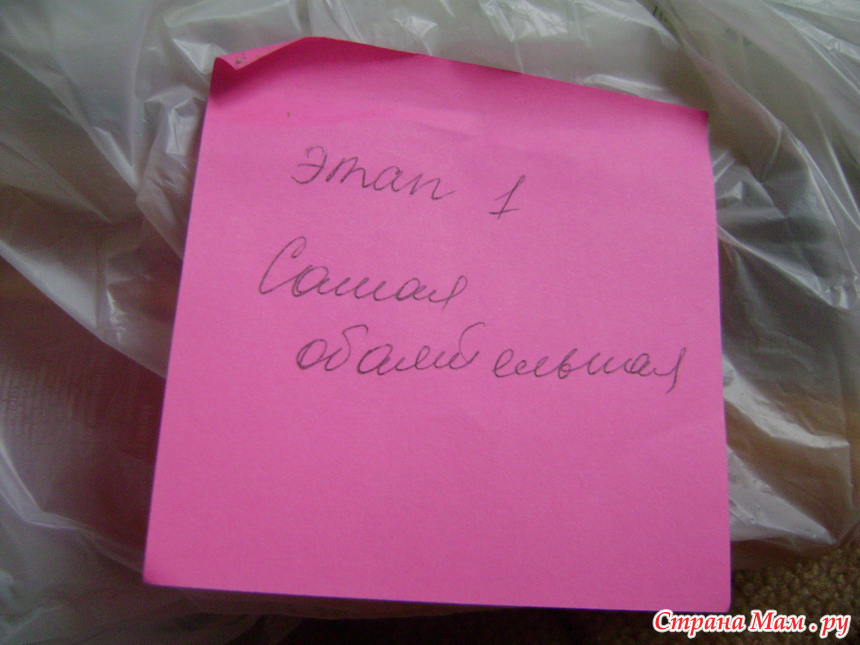 Этап 1
Самая
обаятельная
Страна Мам.ру